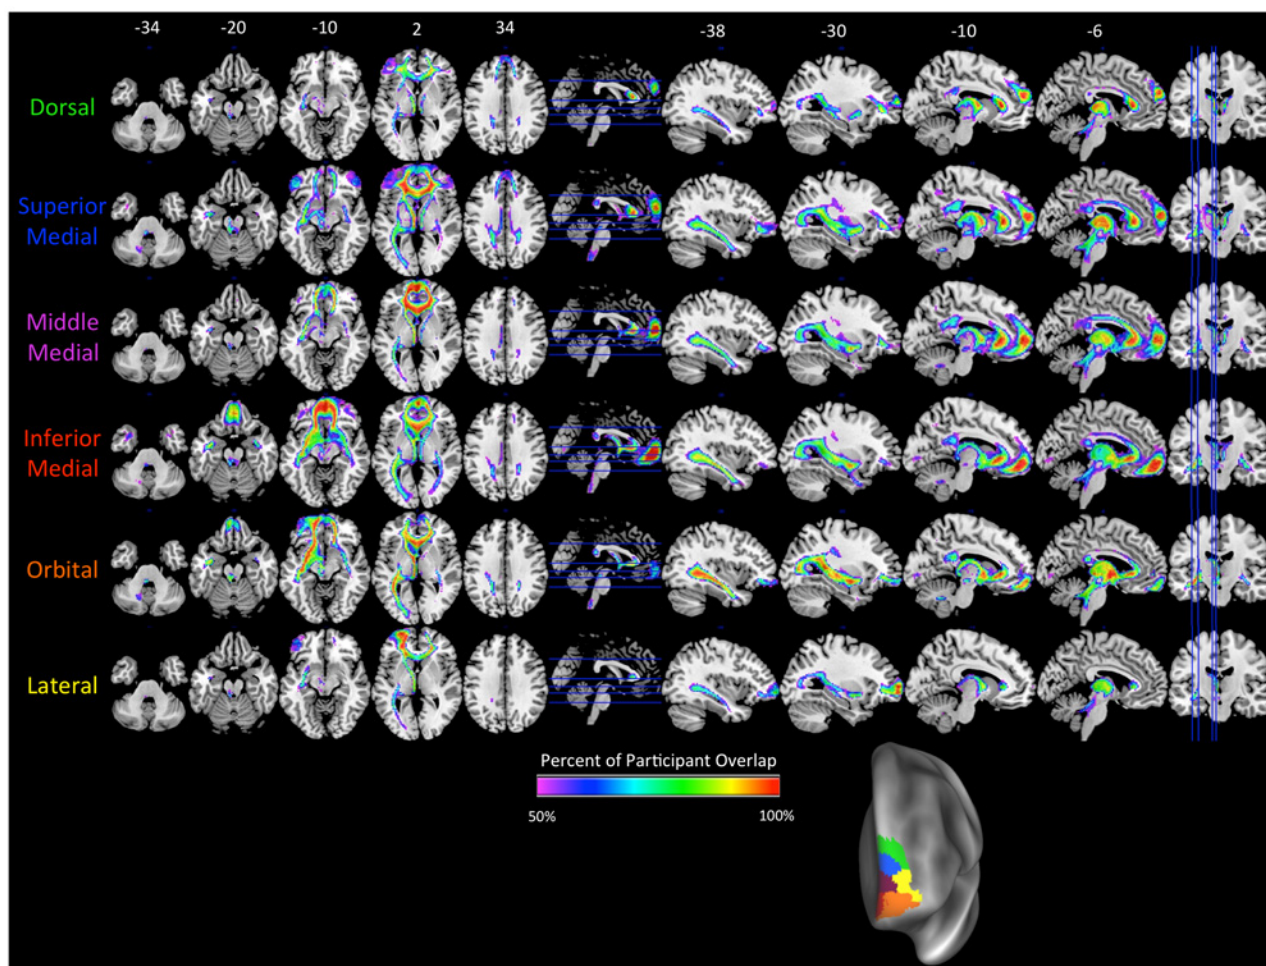 -34 -20 -10 2 34 -38 -30 -10 -6
Dorsal
Superior
Medial
Middle
Medial
Inferior
Medial
Orbital
Lateral
Percent of Participant Overlap
50% 100%